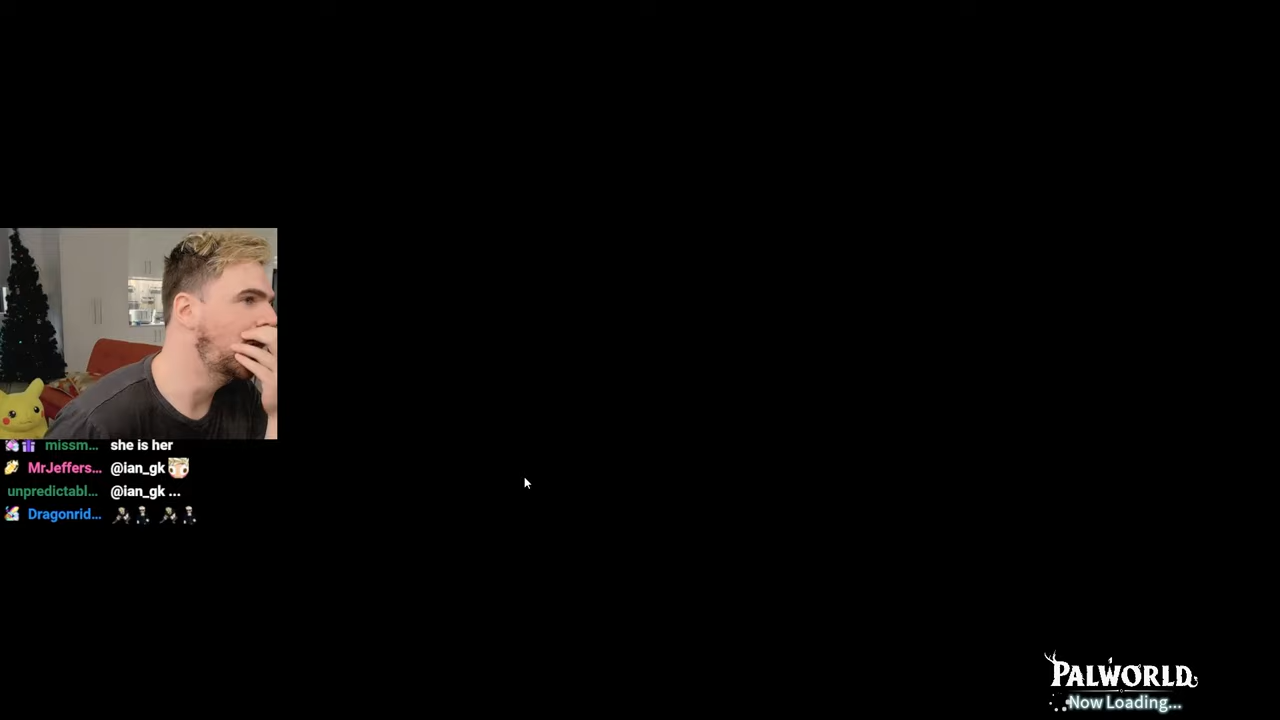 missm... she is her
MrJeffers... @ian_gk
unpredictabl... @ian_gk ...
Dragonrid...
PALWORLD
Now Loading...